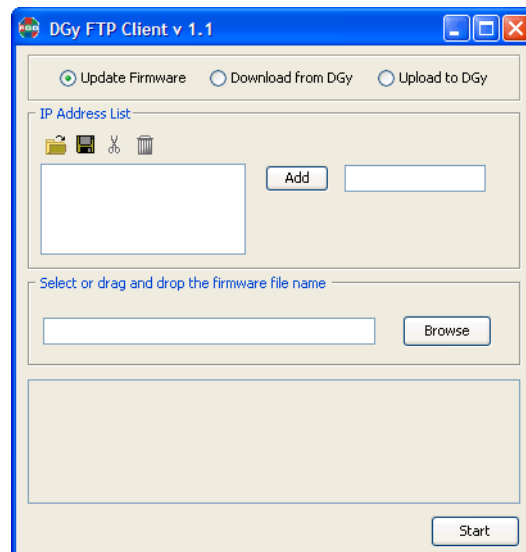 DGy FTP Client v 1.1
Update Firmware Download from DGy Upload to DGy
IP Address List
Add
Select or drag and drop the firmware file name
Browse
Start